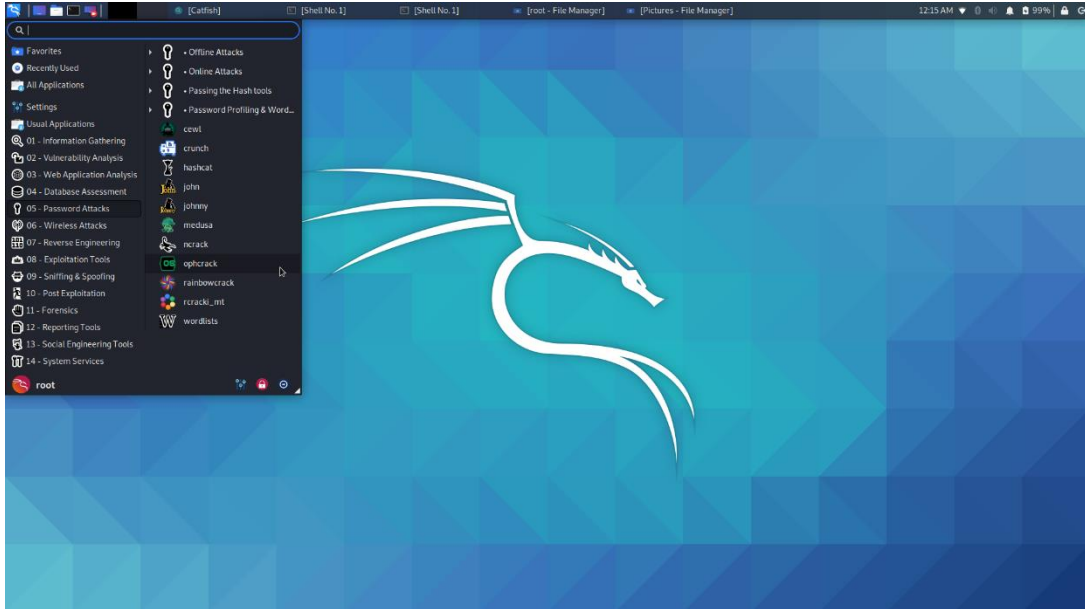 [Catfish] [Shell No. 1] [Shell No. 1] [root - File Manager] [Pictures - File Manager] 12:15 AM 99%
Favorites
Recently Used
All Applications
Settings
Usual Applications
01 - Information Gathering
02 - Vulnerability Analysis
03 - Web Application Analysis
04 - Database Assessment
05 - Password Attacks
06 - Wireless Attacks
07 - Reverse Engineering
08 - Exploitation Tools
09 - Sniffing & Spoofing
10 - Post Exploitation
11 - Forensics
12 - Reporting Tools
13 - Social Engineering Tools
14 - System Services
• Offline Attacks
• Online Attacks
• Passing the Hash tools
• Password Profiling & Word...
cewl
crunch
hashcat
john
johnny
medusa
ncrack
ophcrack
rainbowcrack
rcracki_mt
wordlists
root